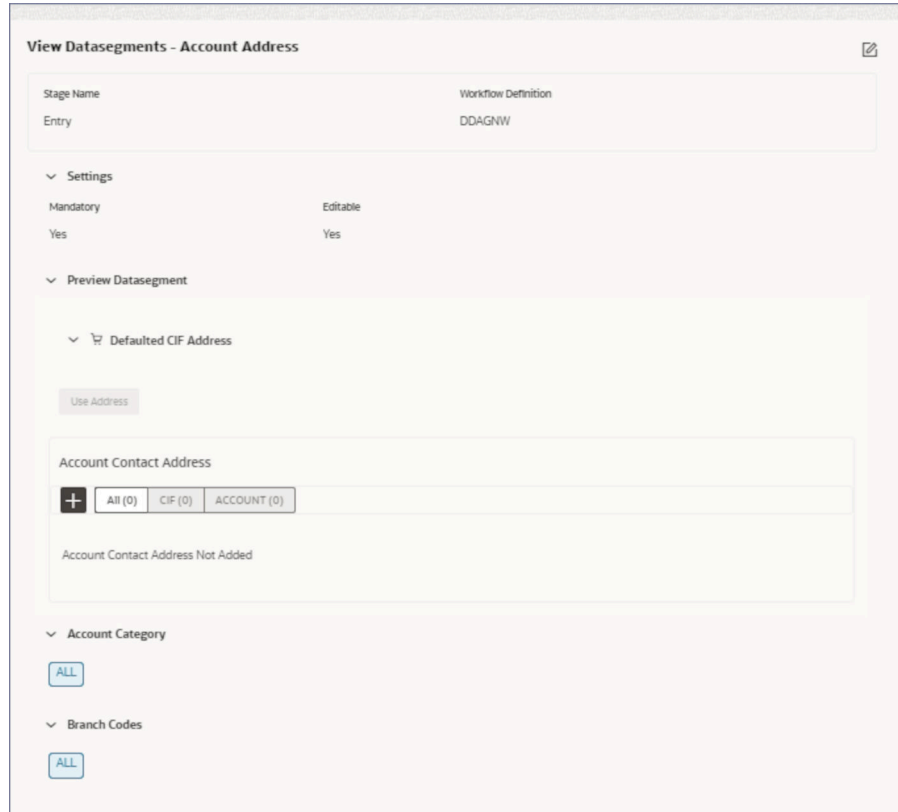 View Datasegments - Account Address
Stage Name Workflow Definition
Entry DDAGNW
Settings
Mandatory Editable
Yes Yes
Preview Datasegment
Defaulted CIF Address
Use Address
Account Contact Address
All (0) CIF (0) ACCOUNT (0)
Account Contact Address Not Added
Account Category
ALL
Branch Codes
ALL